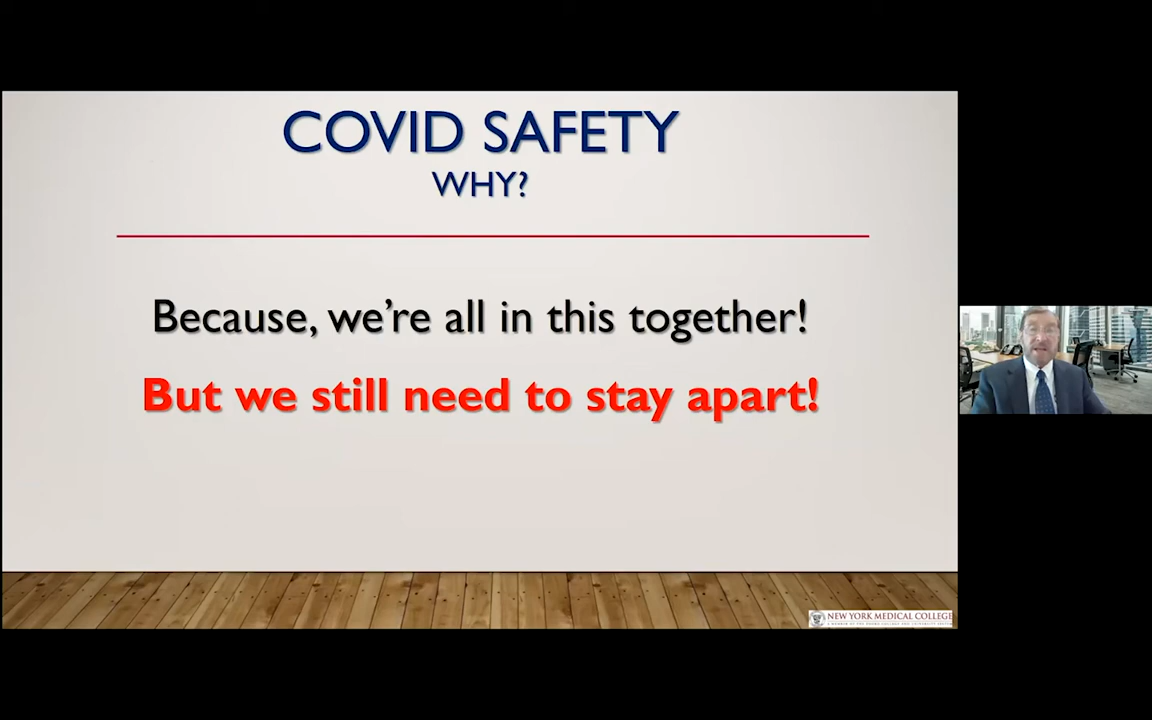 COVID SAFETY
WHY?
Because, we're all in this together!
But we still need to stay apart!
NEW YORK MEDICAL COLLEGE